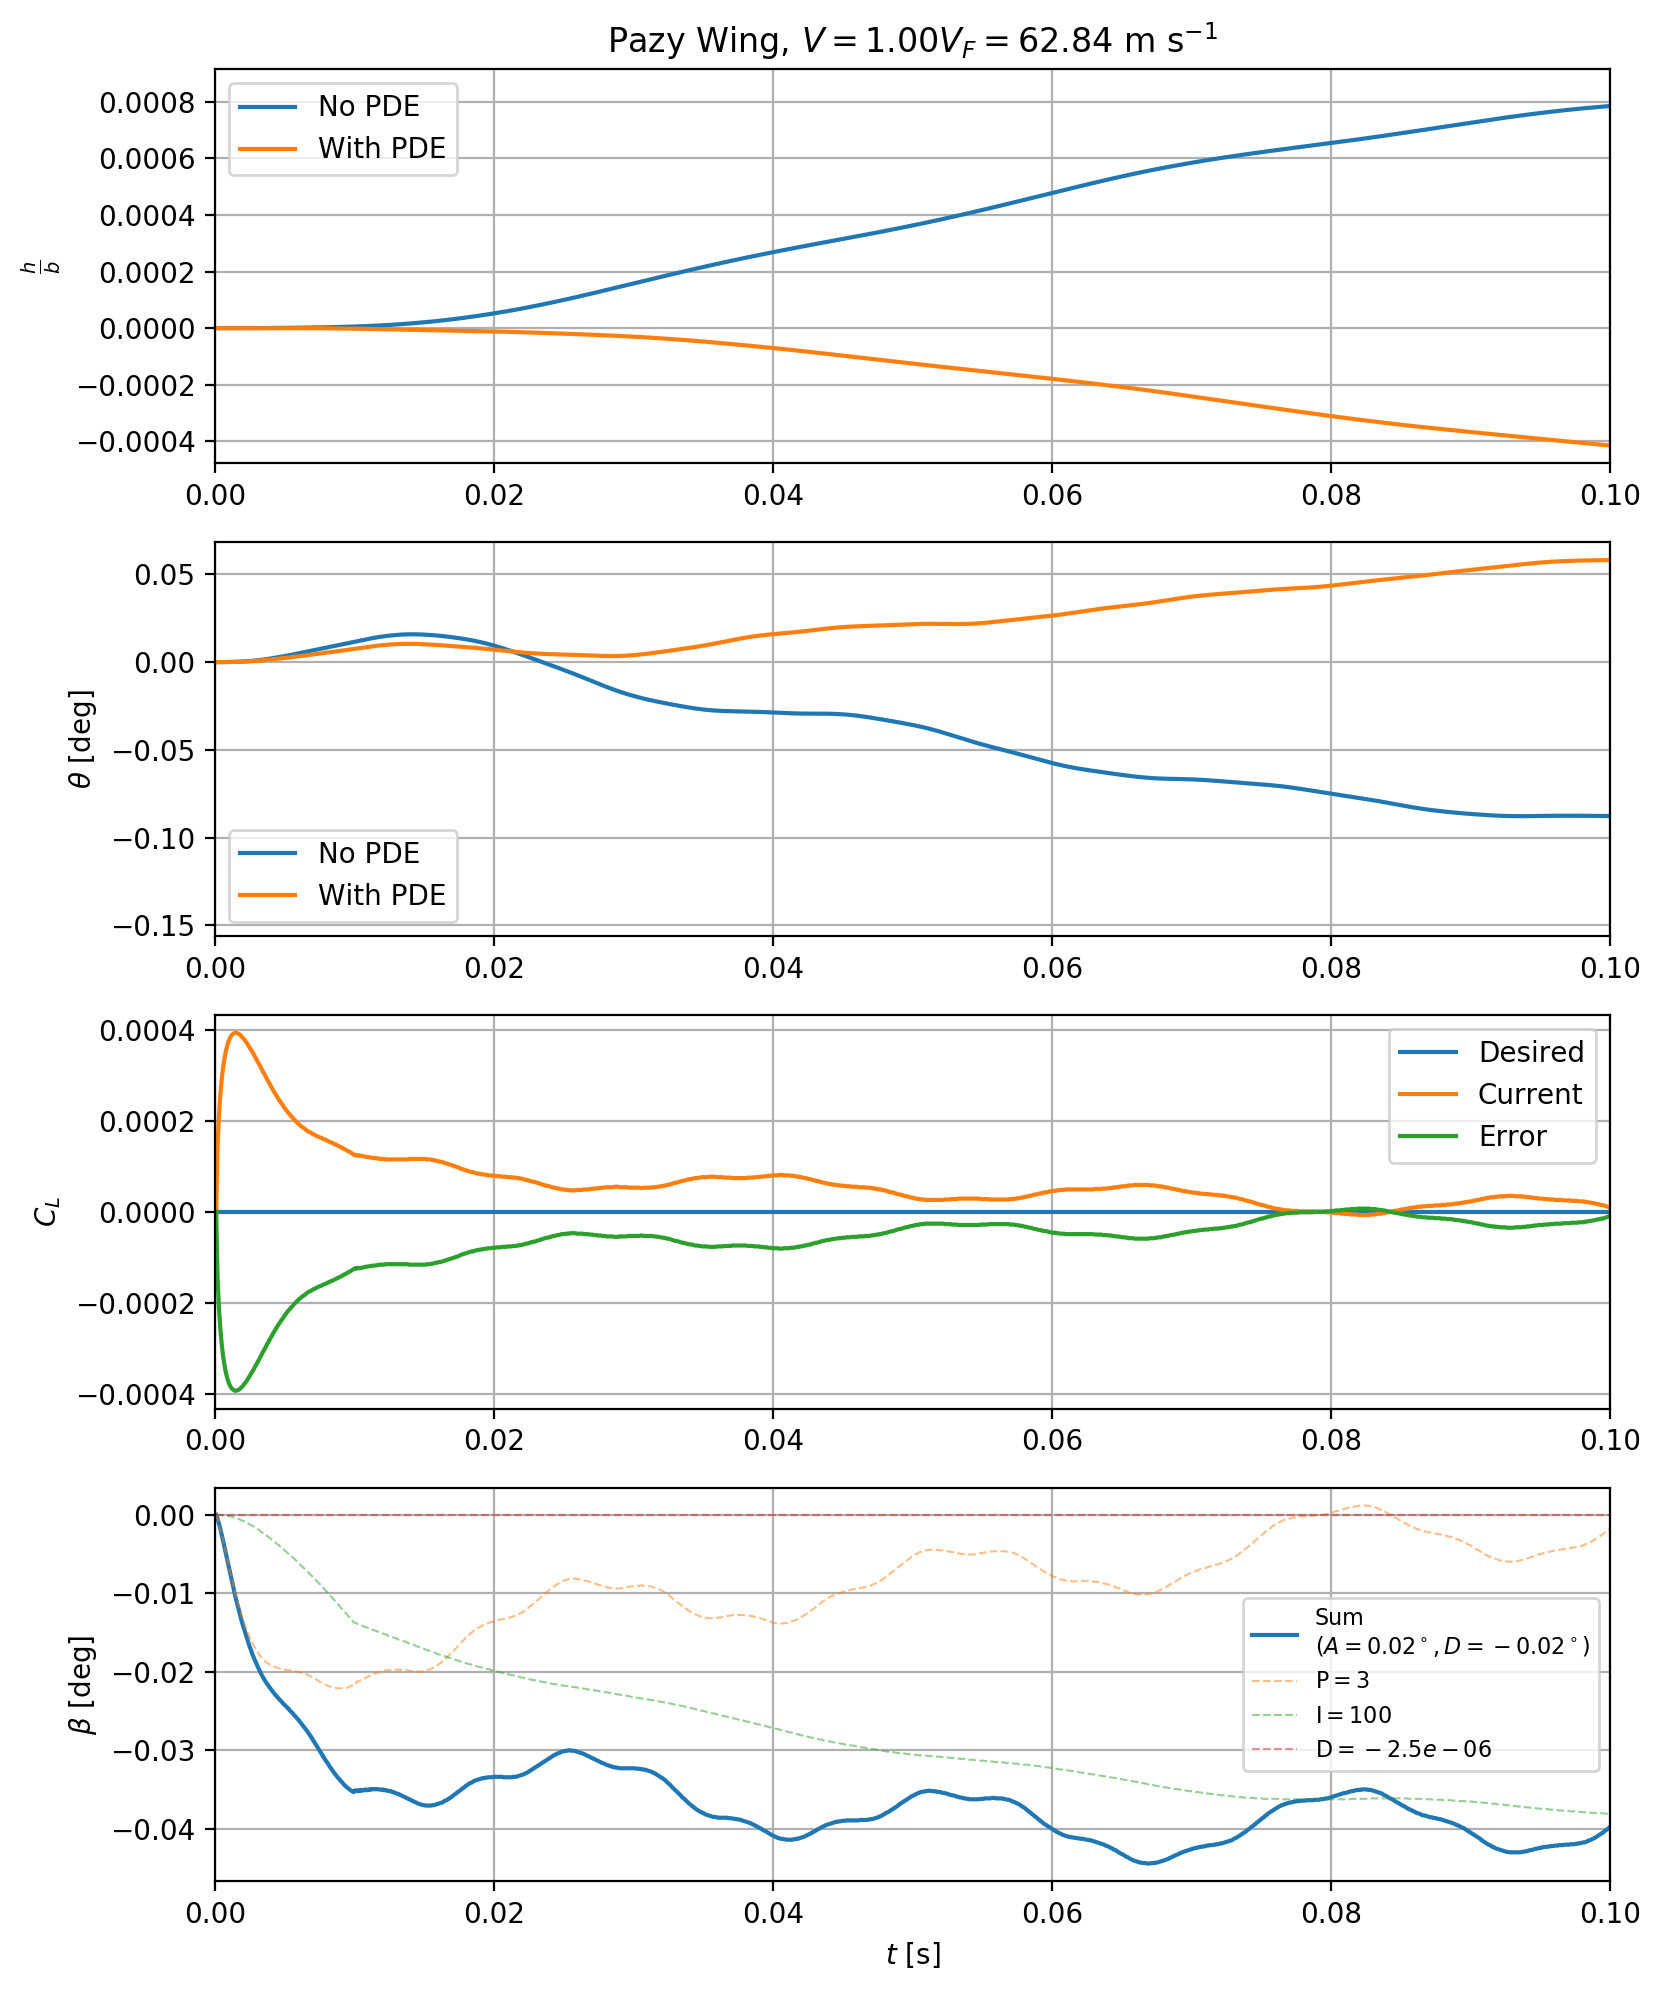 Pazy Wing, V = 1.00V_F = 62.84 m s⁻¹
0.0008
0.0006
0.0004
0.0002
0.0000
−0.0002
−0.0004
h/b
No PDE
With PDE
0.00 0.02 0.04 0.06 0.08 0.10
0.05
0.00
−0.05
−0.10
−0.15
θ [deg]
No PDE
With PDE
0.00 0.02 0.04 0.06 0.08 0.10
0.0004
0.0002
0.0000
−0.0002
−0.0004
C_L
Desired
Current
Error
0.00 0.02 0.04 0.06 0.08 0.10
0.00
−0.01
−0.02
−0.03
−0.04
β [deg]
Sum
(A = 0.02°, D = −0.02°)
P = 3
I = 100
D = −2.5e − 06
0.00 0.02 0.04 0.06 0.08 0.10
t [s]